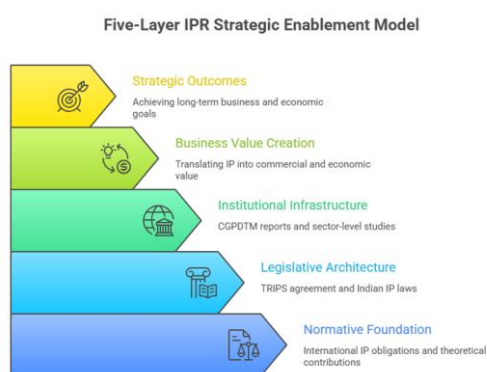 Five-Layer IPR Strategic Enablement Model
Strategic Outcomes
Achieving long-term business and economic
goals
Business Value Creation
Translating IP into commercial and economic
value
Institutional Infrastructure
CGPDTM reports and sector-level studies
Legislative Architecture
TRIPS agreement and Indian IP laws
Normative Foundation
International IP obligations and theoretical
contributions